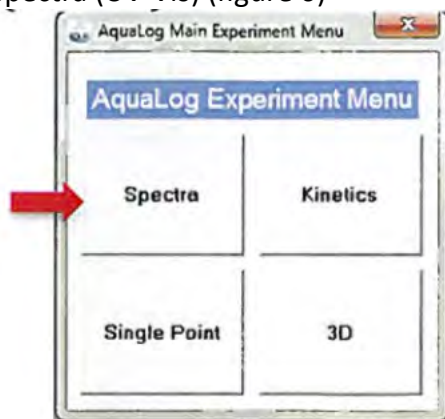 AquaLog Main Experiment Menu
AquaLog Experiment Menu
Spectra Kinetics
Single Point 3D